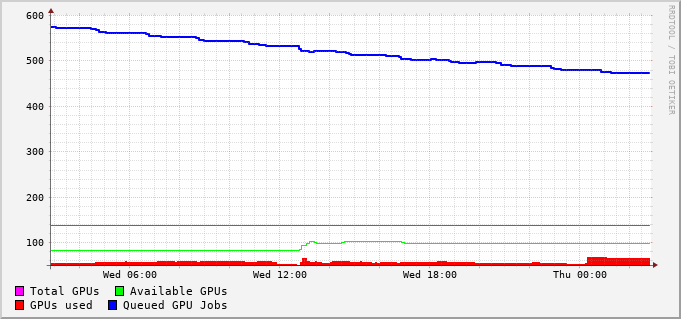 600
500
400
300
200
100
Wed 06:00 Wed 12:00 Wed 18:00 Thu 00:00
Total GPUs Available GPUs
GPUs used Queued GPU Jobs
RRDTOOL / TOBI OETIKER